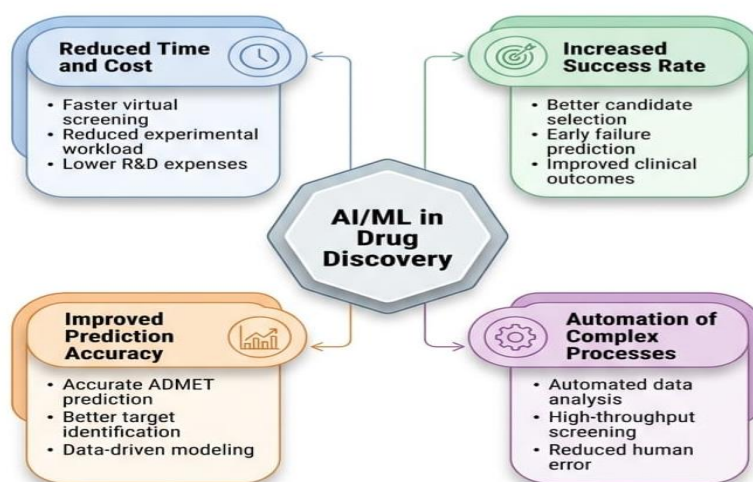 Reduced Time
and Cost
• Faster virtual
screening
• Reduced experimental
workload
• Lower R&D expenses
Increased
Success Rate
• Better candidate
selection
• Early failure
prediction
• Improved clinical
outcomes
AI/ML in
Drug
Discovery
Improved
Prediction
Accuracy
• Accurate ADMET
prediction
• Better target
identification
• Data-driven modeling
Automation of
Complex
Processes
• Automated data
analysis
• High-throughput
screening
• Reduced human
error